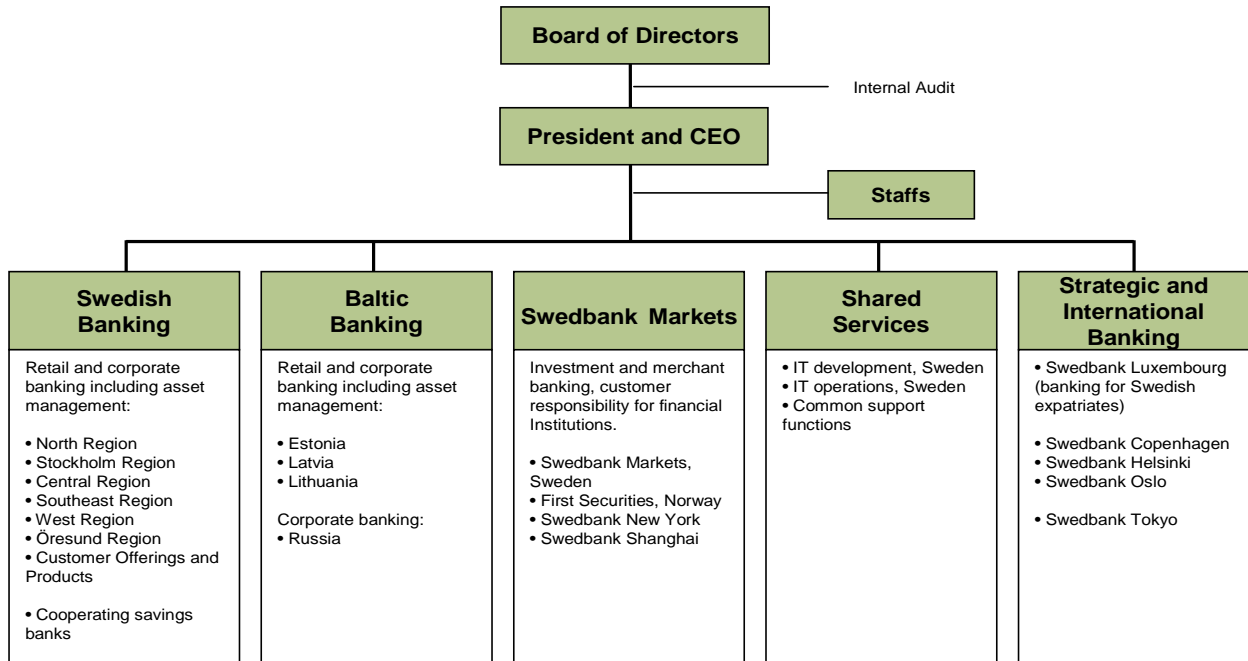 Board of Directors
Internal Audit
President and CEO
Staffs
Swedish
Banking
Retail and corporate
banking including asset
management:
• North Region
• Stockholm Region
• Central Region
• Southeast Region
• West Region
• Öresund Region
• Customer Offerings and
Products
• Cooperating savings
banks
Baltic
Banking
Retail and corporate
banking including asset
management:
• Estonia
• Latvia
• Lithuania
Corporate banking:
• Russia
Swedbank Markets
Investment and merchant
banking, customer
responsibility for financial
Institutions.
• Swedbank Markets,
Sweden
• First Securities, Norway
• Swedbank New York
• Swedbank Shanghai
Shared
Services
• IT development, Sweden
• IT operations, Sweden
• Common support
functions
Strategic and
International
Banking
• Swedbank Luxembourg
(banking for Swedish
expatriates)
• Swedbank Copenhagen
• Swedbank Helsinki
• Swedbank Oslo
• Swedbank Tokyo